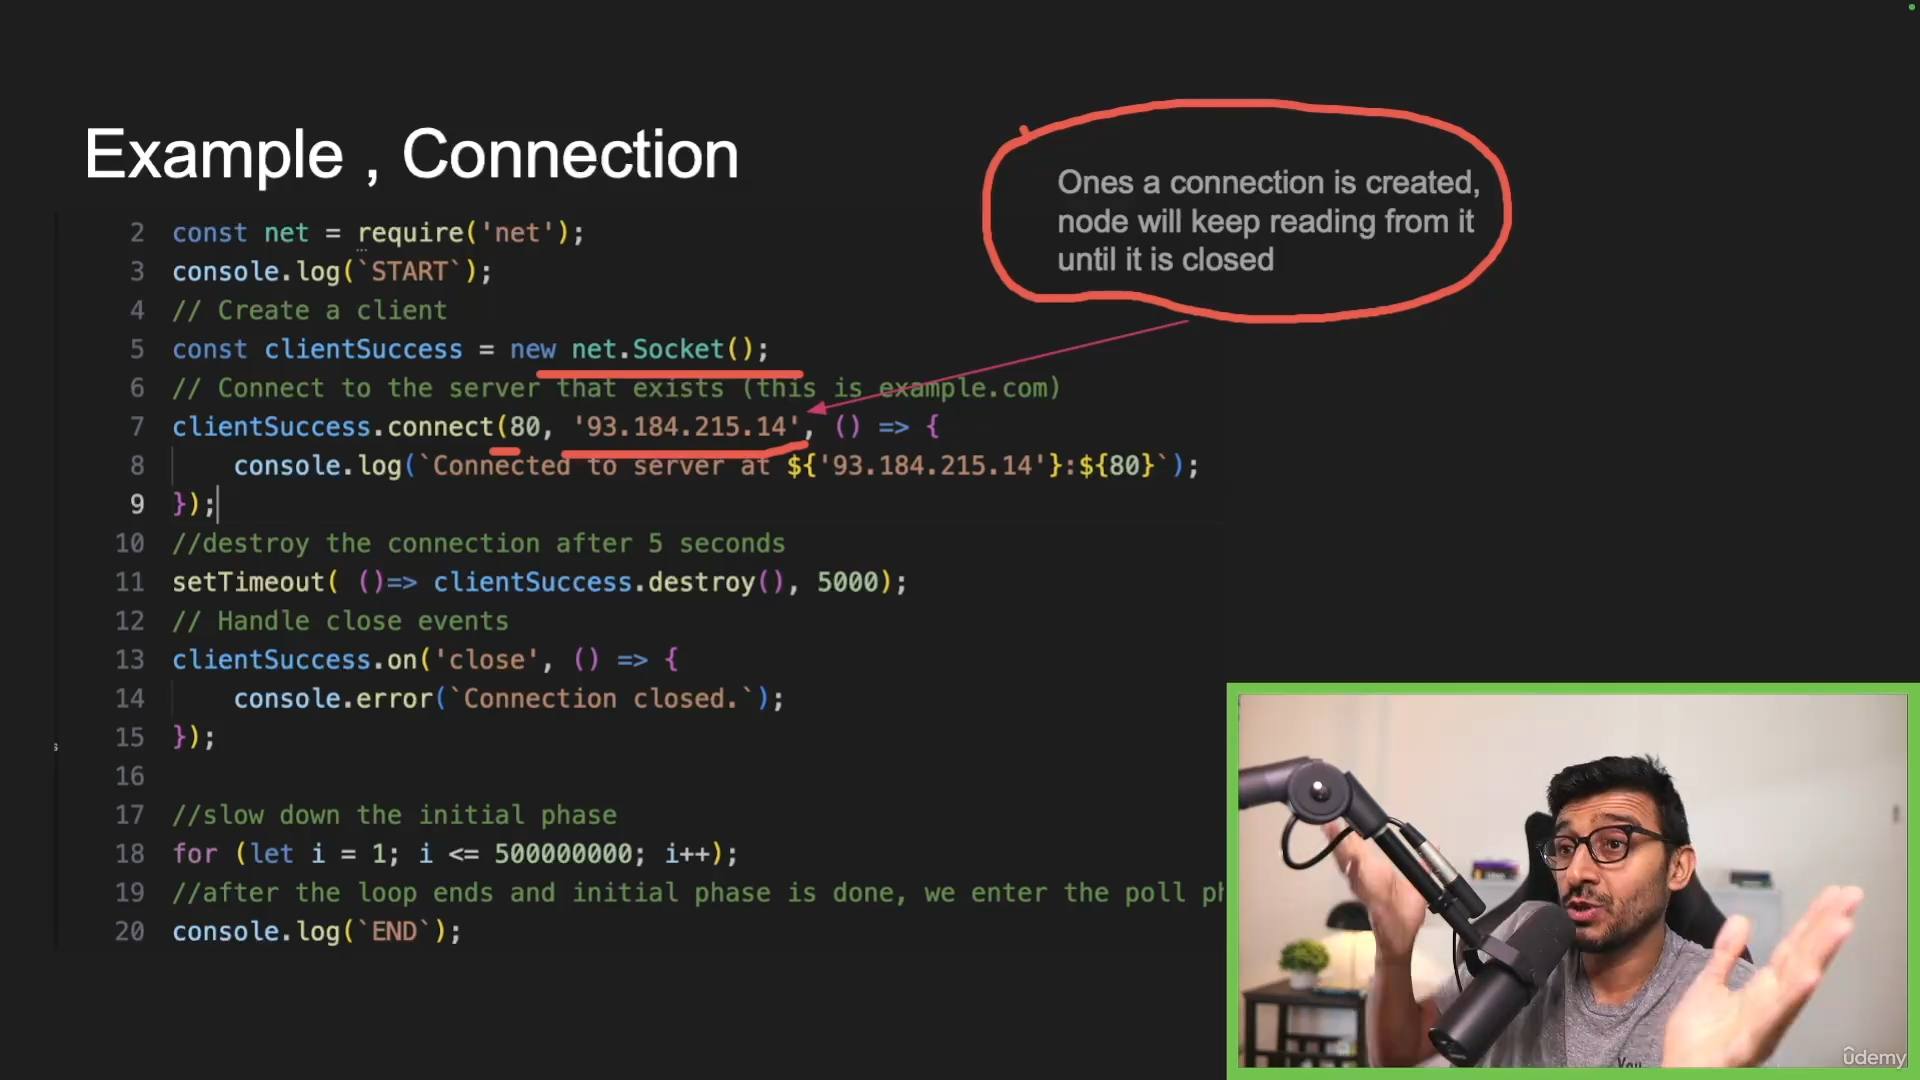 Example , Connection
Ones a connection is created,
node will keep reading from it
until it is closed
2 const net = require('net');
3 console.log(`START`);
4 // Create a client
5 const clientSuccess = new net.Socket();
6 // Connect to the server that exists (this is example.com)
7 clientSuccess.connect(80, '93.184.215.14', () => {
8 console.log(`Connected to server at ${'93.184.215.14'}:${80}`);
9 });
10 //destroy the connection after 5 seconds
11 setTimeout( ()=> clientSuccess.destroy(), 5000);
12 // Handle close events
13 clientSuccess.on('close', () => {
14 console.error(`Connection closed.`);
15 });
16
17 //slow down the initial phase
18 for (let i = 1; i <= 500000000; i++);
19 //after the loop ends and initial phase is done, we enter the poll ph
20 console.log(`END`);
You
ûdemy